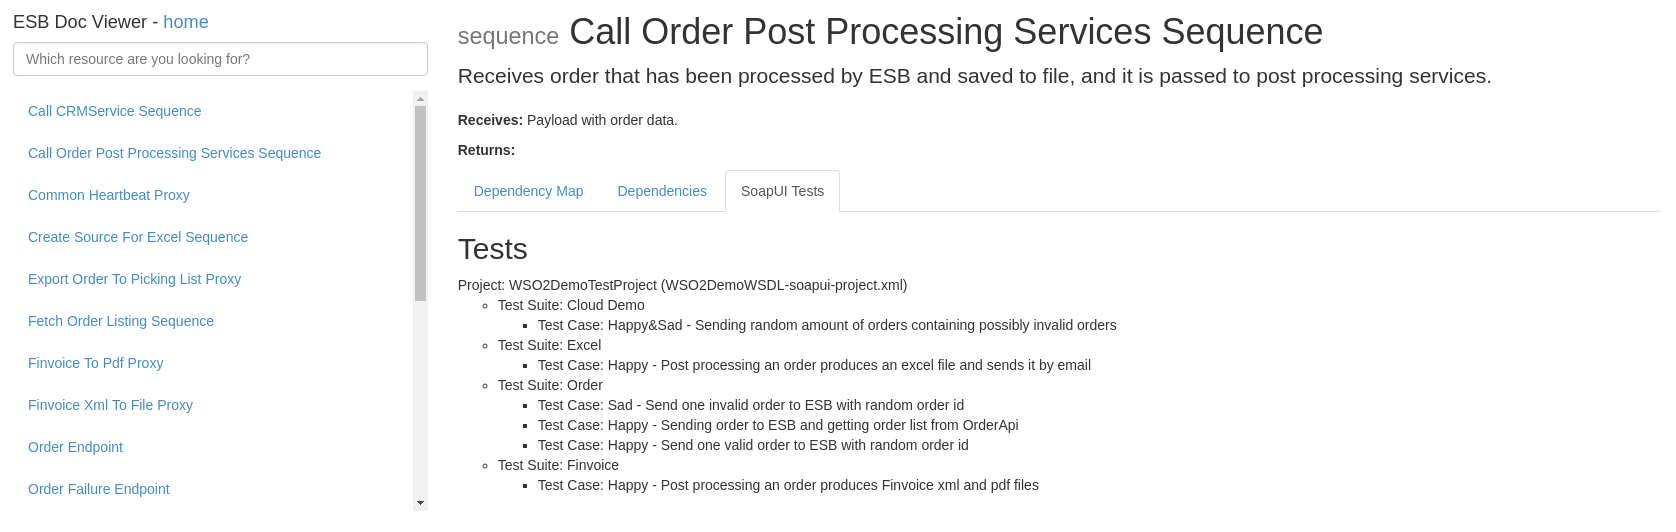 ESB Doc Viewer - home
Which resource are you looking for?
Call CRMService Sequence
Call Order Post Processing Services Sequence
Common Heartbeat Proxy
Create Source For Excel Sequence
Export Order To Picking List Proxy
Fetch Order Listing Sequence
Finvoice To Pdf Proxy
Finvoice Xml To File Proxy
Order Endpoint
Order Failure Endpoint
sequence Call Order Post Processing Services Sequence
Receives order that has been processed by ESB and saved to file, and it is passed to post processing services.
Receives: Payload with order data.
Returns:
Dependency Map Dependencies SoapUI Tests
Tests
Project: WSO2DemoTestProject (WSO2DemoWSDL-soapui-project.xml)
Test Suite: Cloud Demo
Test Case: Happy&Sad - Sending random amount of orders containing possibly invalid orders
Test Suite: Excel
Test Case: Happy - Post processing an order produces an excel file and sends it by email
Test Suite: Order
Test Case: Sad - Send one invalid order to ESB with random order id
Test Case: Happy - Sending order to ESB and getting order list from OrderApi
Test Case: Happy - Send one valid order to ESB with random order id
Test Suite: Finvoice
Test Case: Happy - Post processing an order produces Finvoice xml and pdf files